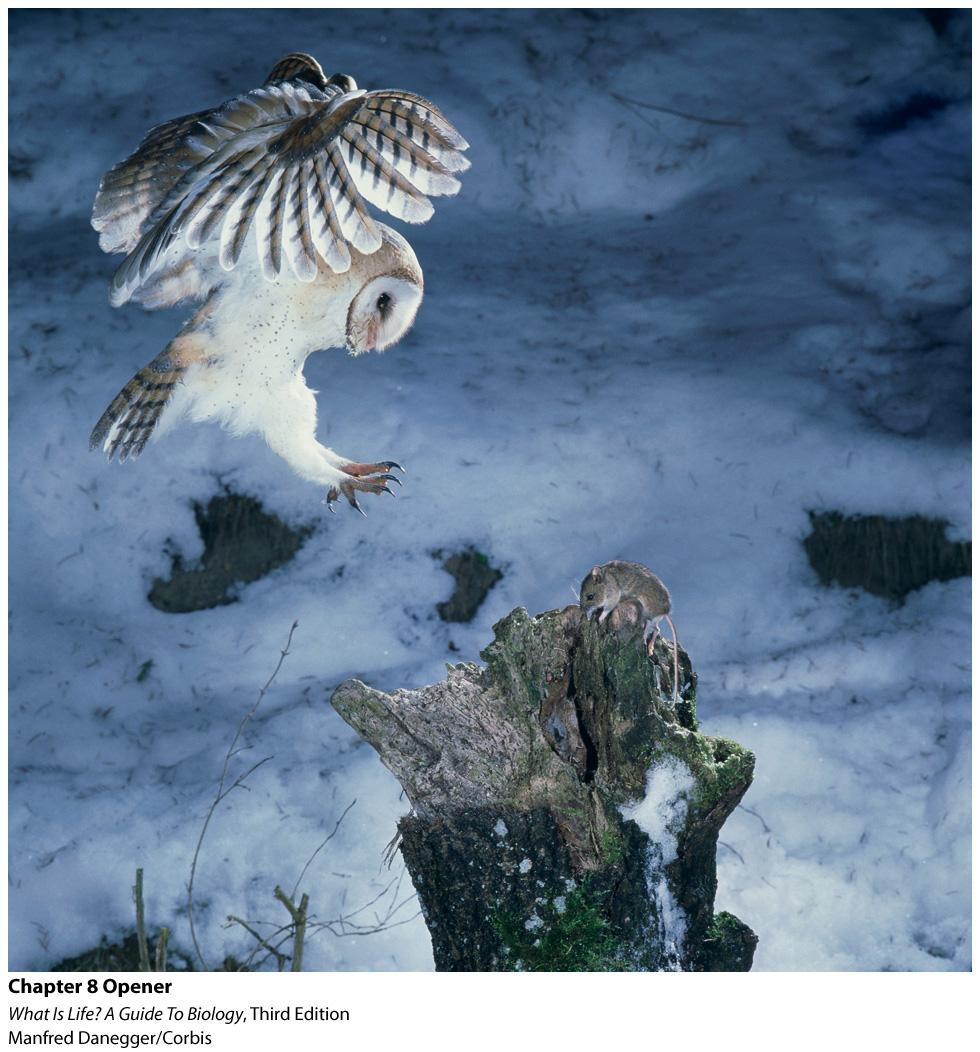 Chapter 8 Opener
What Is Life? A Guide To Biology, Third Edition
Manfred Danegger/Corbis